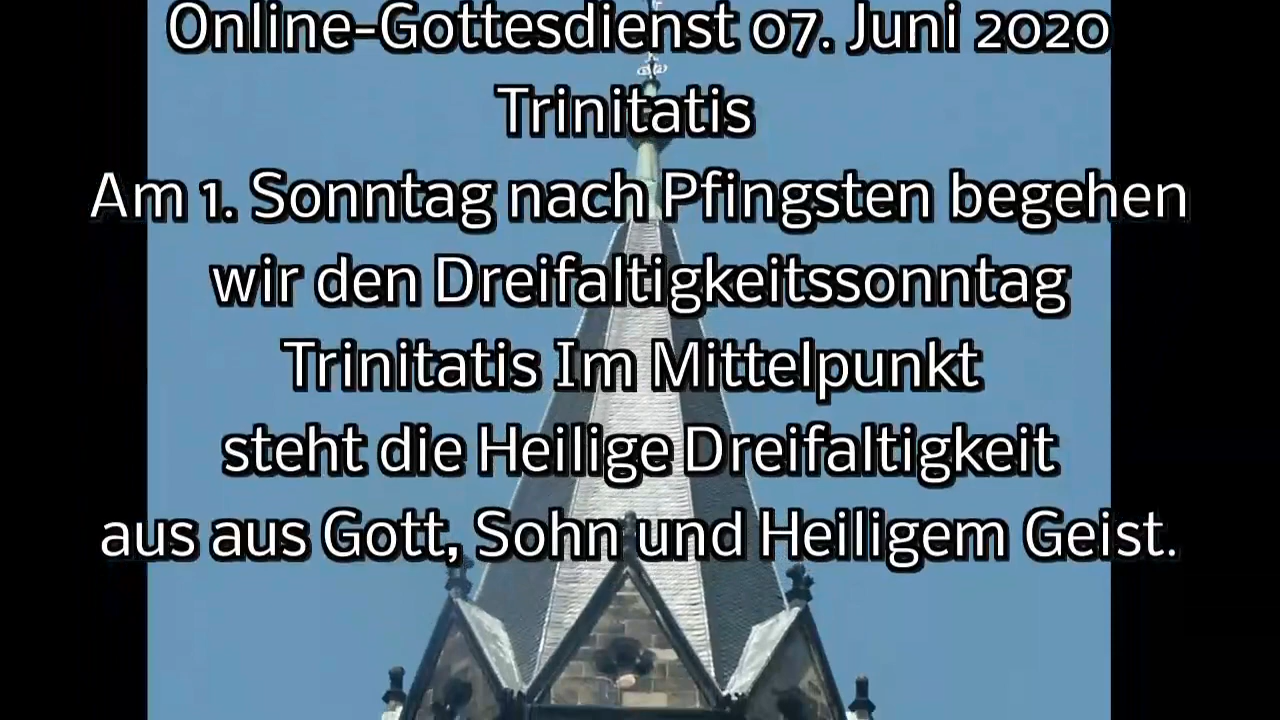 Online-Gottesdienst 07. Juni 2020
Trinitatis
Am 1. Sonntag nach Pfingsten begehen
wir den Dreifaltigkeitssonntag
Trinitatis Im Mittelpunkt
steht die Heilige Dreifaltigkeit
aus aus Gott, Sohn und Heiligem Geist.